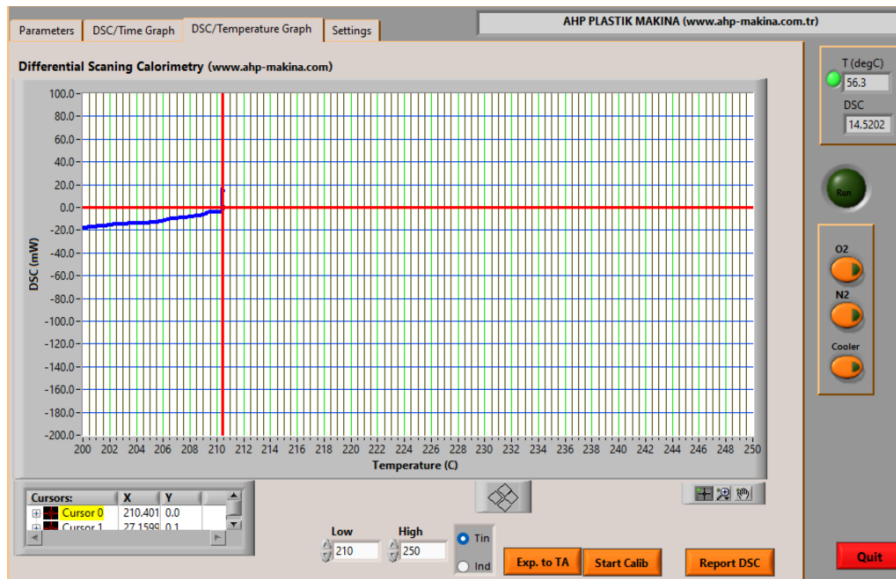 Parameters
DSC/Time Graph
DSC/Temperature Graph
Settings
AHP PLASTIK MAKINA (www.ahp-makina.com.tr)
Differential Scaning Calorimetry (www.ahp-makina.com)
100.0
80.0
60.0
40.0
20.0
0.0
-20.0
-40.0
-60.0
-80.0
-100.0
-120.0
-140.0
-160.0
-180.0
-200.0
DSC (mW)
200 202 204 206 208 210 212 214 216 218 220 222 224 226 228 230 232 234 236 238 240 242 244 246 248 250
Temperature (C)
T (degC)
56.3
DSC
14.5202
Run
O2
N2
Cooler
Cursors: X Y
Cursor 0 210.401 0.0
Cursor 1 27.1599 0.1
Low High
210 250
Tin
Ind
Exp. to TA
Start Calib
Report DSC
Quit